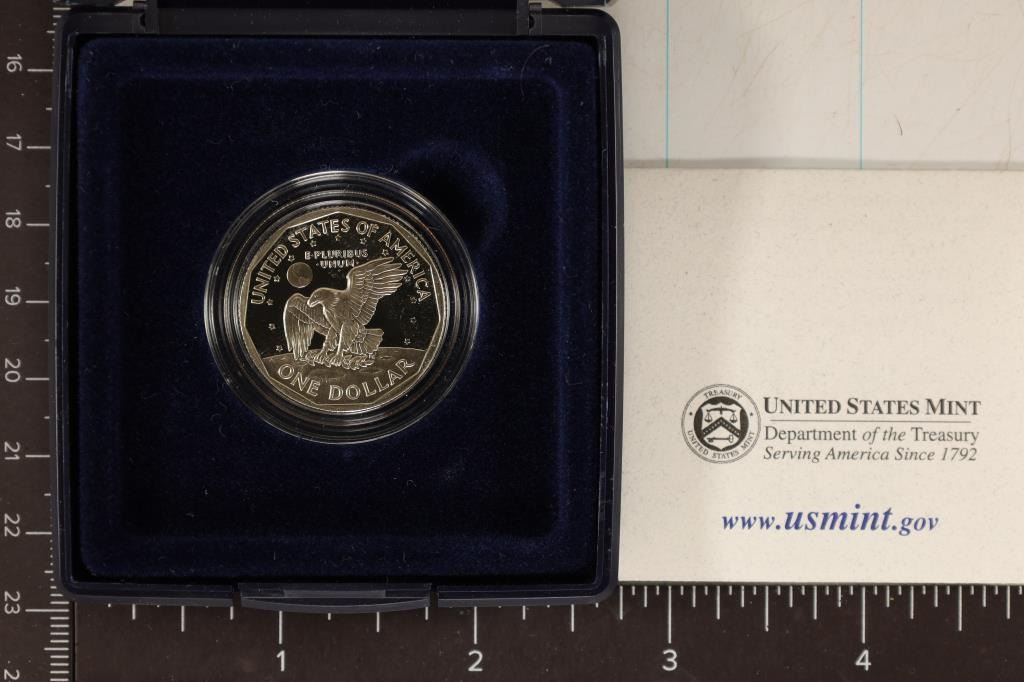 UNITED STATES OF AMERICA
E·PLURIBUS
·UNUM·
ONE DOLLAR
TREASURY
UNITED STATES MINT
UNITED STATES MINT
Department of the Treasury
Serving America Since 1792
www.usmint.gov
16
17
18
19
20
21
22
23
2
1
2
3
4